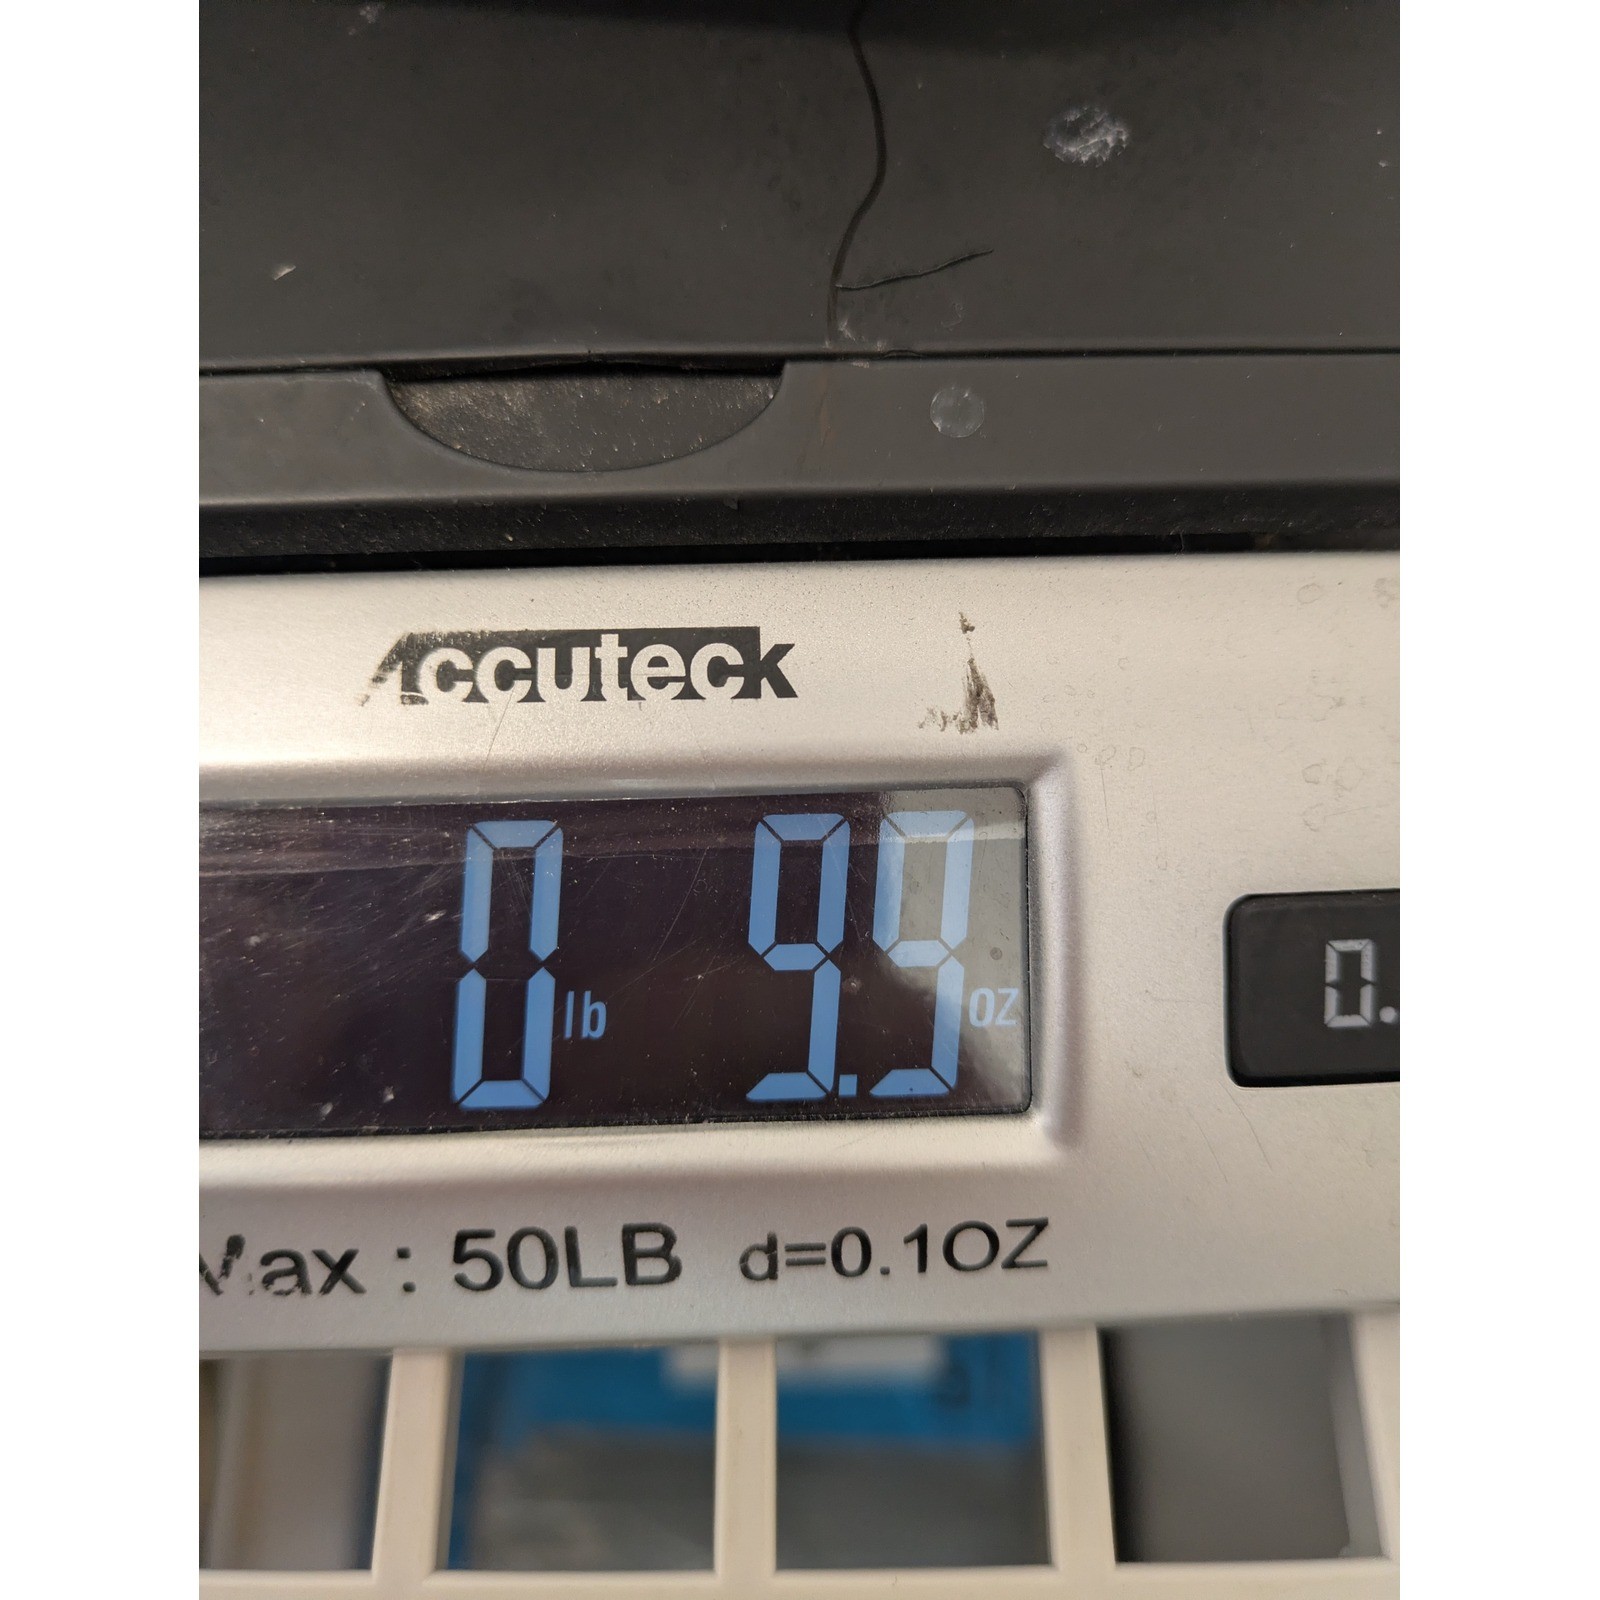 Accuteck
0 lb 9.9 oz
0.
Max : 50LB d=0.1OZ